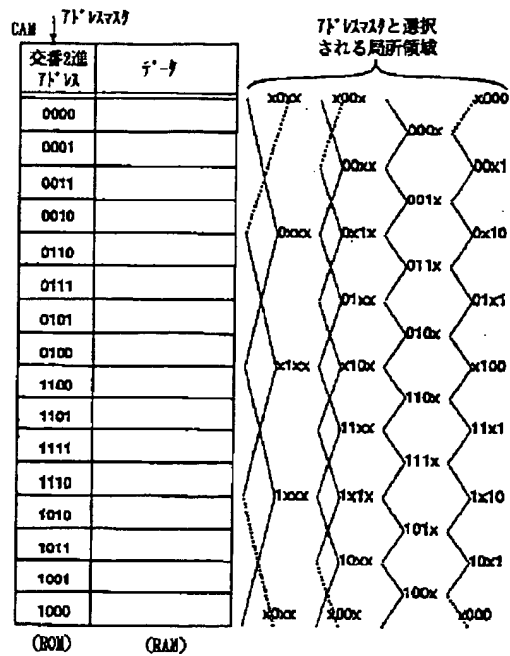 アドレスマスク
CAM
アドレスマスクと選択
される局所領域
交番2進
アドレス
データ
x0xx x00x x000
0000
000x
0001
00xx 00x1
0011
001x
0010
0xxx 0x1x 0x10
0110
011x
0111
01xx 01x1
0101
010x
0100
x1xx x10x x100
1100
110x
1101
11xx 11x1
1111
111x
1110
1xxx 1x1x 1x10
1010
101x
1011
10xx 10x1
1001
100x
1000
x0xx x00x x000
(ROM) (RAM)